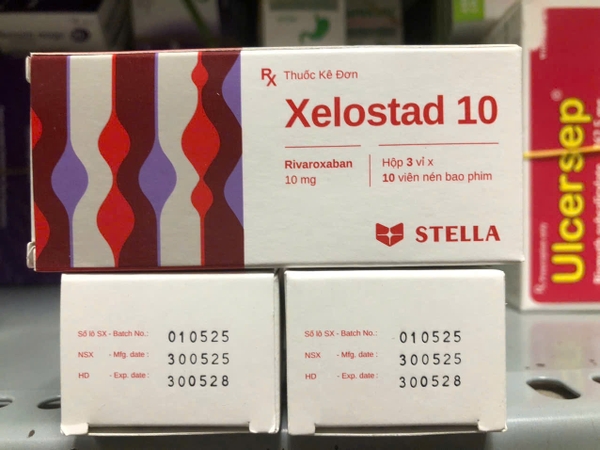 Rx Thuốc Kê Đơn
Xelostad 10
Rivaroxaban
10 mg
Hộp 3 vỉ x
10 viên nén bao phim
STELLA
Ulcersep®
Số lô SX - Batch No.: 010525
NSX - Mfg. date : 300525
HD - Exp. date : 300528
Số lô SX - Batch No.: 010525
NSX - Mfg. date : 300525
HD - Exp. date : 300528